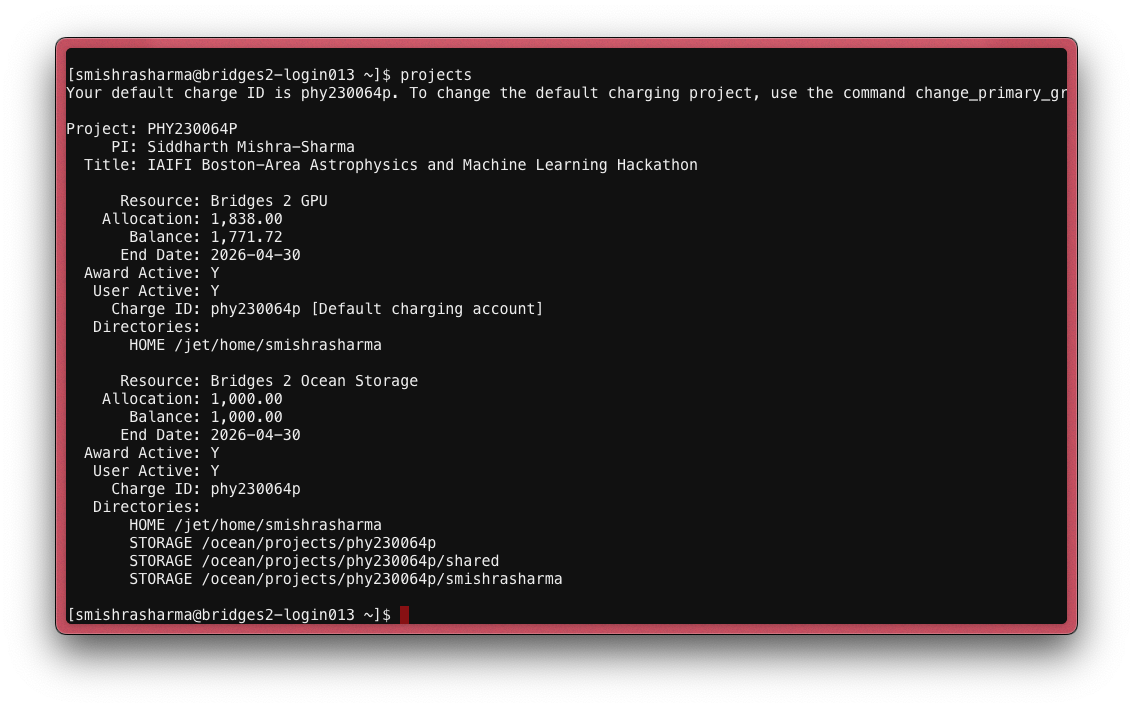 [smishrasharma@bridges2-login013 ~]$ projects
Your default charge ID is phy230064p. To change the default charging project, use the command change_primary_gr
Project: PHY230064P
PI: Siddharth Mishra-Sharma
Title: IAIFI Boston-Area Astrophysics and Machine Learning Hackathon
Resource: Bridges 2 GPU
Allocation: 1,838.00
Balance: 1,771.72
End Date: 2026-04-30
Award Active: Y
User Active: Y
Charge ID: phy230064p [Default charging account]
Directories:
HOME /jet/home/smishrasharma
Resource: Bridges 2 Ocean Storage
Allocation: 1,000.00
Balance: 1,000.00
End Date: 2026-04-30
Award Active: Y
User Active: Y
Charge ID: phy230064p
Directories:
HOME /jet/home/smishrasharma
STORAGE /ocean/projects/phy230064p
STORAGE /ocean/projects/phy230064p/shared
STORAGE /ocean/projects/phy230064p/smishrasharma
[smishrasharma@bridges2-login013 ~]$